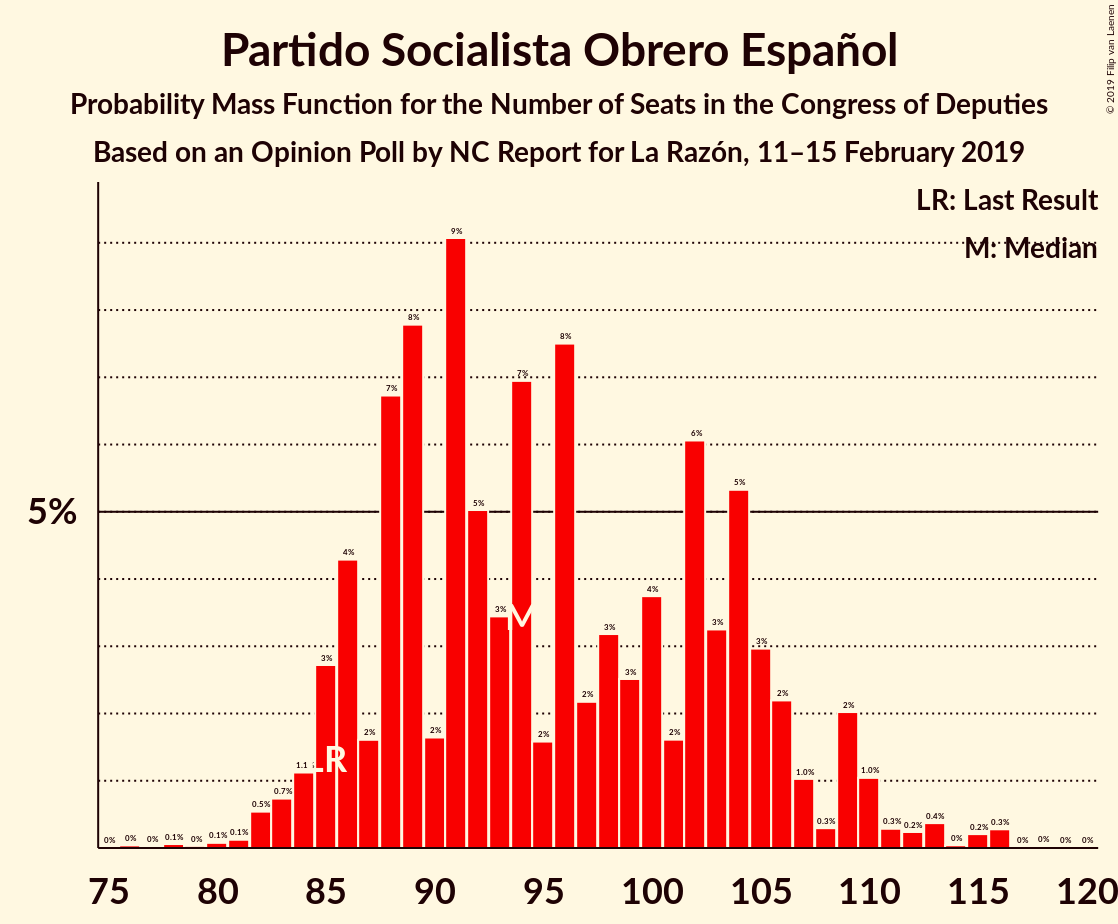 Partido Socialista Obrero Español
Probability Mass Function for the Number of Seats in the Congress of Deputies
Based on an Opinion Poll by NC Report for La Razón, 11–15 February 2019
© 2019 Filip van Laenen
LR: Last Result
M: Median
5%
0% 0% 0% 0.1% 0% 0.1% 0.1% 0.5% 0.7% 1.1 3% 4% 2% 7% 8% 2% 9% 5% 3% 7% 2% 8% 2% 3% 3% 4% 2% 6% 3% 5% 3% 2% 1.0% 0.3% 2% 1.0% 0.3% 0.2% 0.4% 0% 0.2% 0.3% 0% 0% 0% 0%
LR
M
75 80 85 90 95 100 105 110 115 120